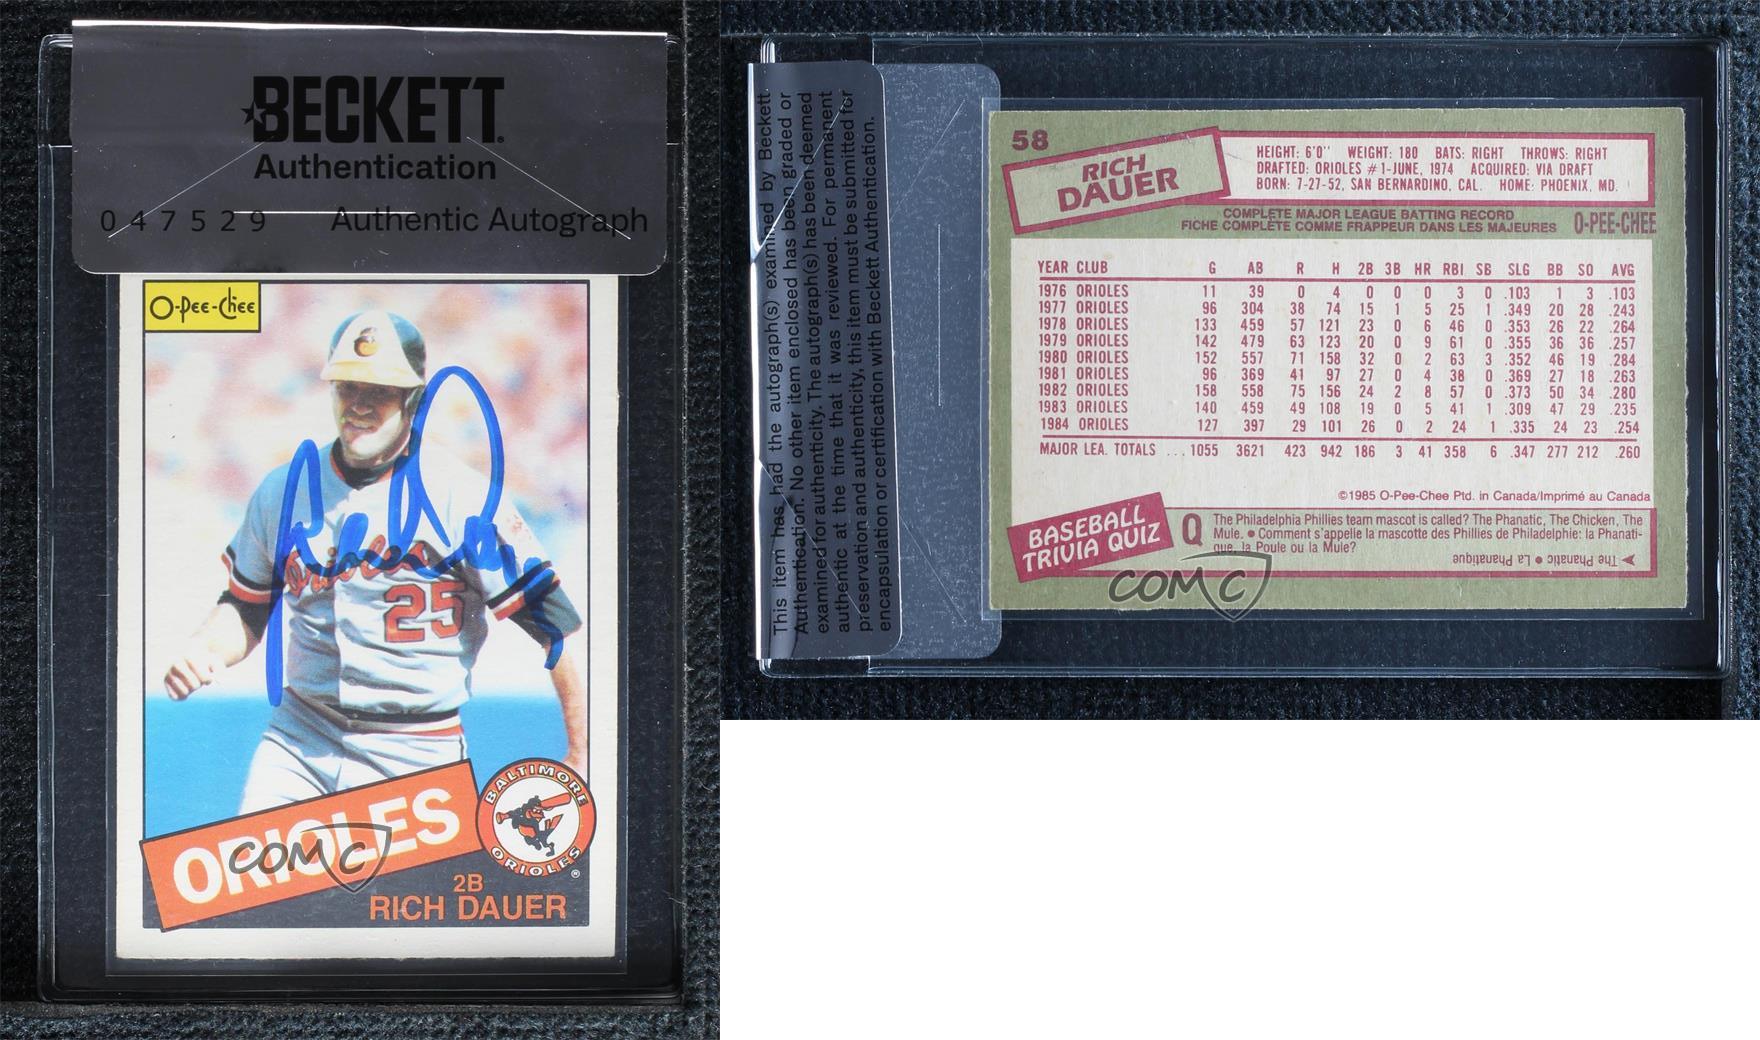 BECKETT
Authentication
047529 Authentic Autograph
O-Pee-Chee
Orioles
25
ORIOLES
COMC
BALTIMORE
ORIOLES
2B
RICH DAUER
This item has had the autograph(s) examined by Beckett
Authentication. No other item enclosed has been graded or
examined for authenticity. The autograph(s) has been deemed
authentic at the time that it was reviewed. For permanent
preservation and authenticity, this item must be submitted for
encapsulation or certification with Beckett Authentication.
58
RICH
DAUER
HEIGHT: 6'0" WEIGHT: 180 BATS: RIGHT THROWS: RIGHT
DRAFTED: ORIOLES #1-JUNE, 1974 ACQUIRED: VIA DRAFT
BORN: 7-27-52, SAN BERNARDINO, CAL. HOME: PHOENIX, MD.
COMPLETE MAJOR LEAGUE BATTING RECORD
FICHE COMPLÈTE COMME FRAPPEUR DANS LES MAJEURES O-PEE-CHEE
YEAR CLUB G AB R H 2B 3B HR RBI SB SLG BB SO AVG
1976 ORIOLES 11 39 0 4 0 0 0 3 0 .103 1 3 .103
1977 ORIOLES 96 304 38 74 15 1 5 25 1 .349 20 28 .243
1978 ORIOLES 133 459 57 121 23 0 6 46 0 .353 26 22 .264
1979 ORIOLES 142 479 63 123 20 0 9 61 0 .355 36 36 .257
1980 ORIOLES 152 557 71 158 32 0 2 63 3 .352 46 19 .284
1981 ORIOLES 96 369 41 97 27 0 4 38 0 .369 27 18 .263
1982 ORIOLES 158 558 75 156 24 2 8 57 0 .373 50 34 .280
1983 ORIOLES 140 459 49 108 19 0 5 41 1 .309 47 29 .235
1984 ORIOLES 127 397 29 101 26 0 2 24 1 .335 24 23 .254
MAJOR LEA. TOTALS ... 1055 3621 423 942 186 3 41 358 6 .347 277 212 .260
©1985 O-Pee-Chee Ptd. in Canada/Imprimé au Canada
BASEBALL
TRIVIA QUIZ
Q The Philadelphia Phillies team mascot is called? The Phanatic, The Chicken, The
Mule. • Comment s'appelle la mascotte des Phillies de Philadelphie: la Phanati-
que, la Poule ou la Mule?
The Phanatic • La Phanatique
COMC